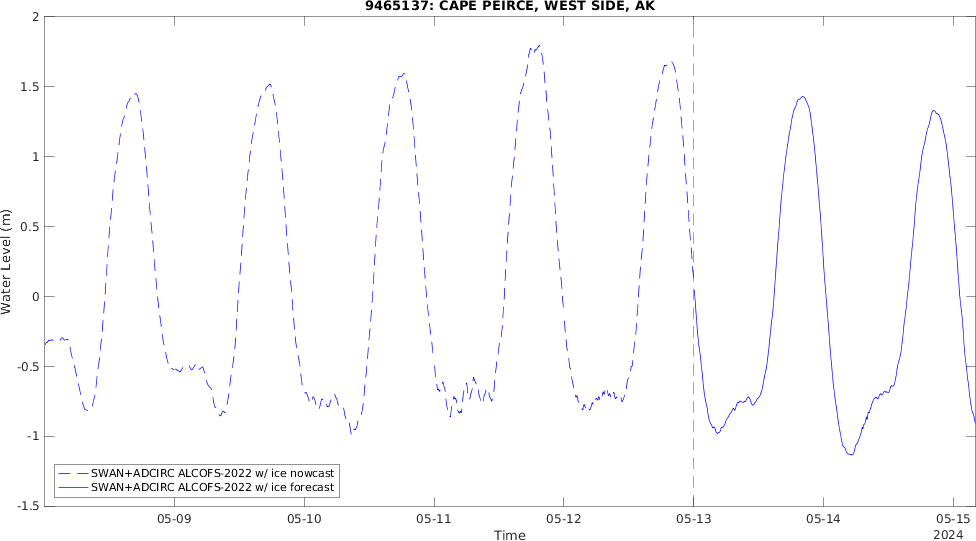 9465137: CAPE PEIRCE, WEST SIDE, AK
2
1.5
1
0.5
0
-0.5
-1
-1.5
Water Level (m)
SWAN+ADCIRC ALCOFS-2022 w/ ice nowcast
SWAN+ADCIRC ALCOFS-2022 w/ ice forecast
05-09 05-10 05-11 05-12 05-13 05-14 05-15
Time
2024